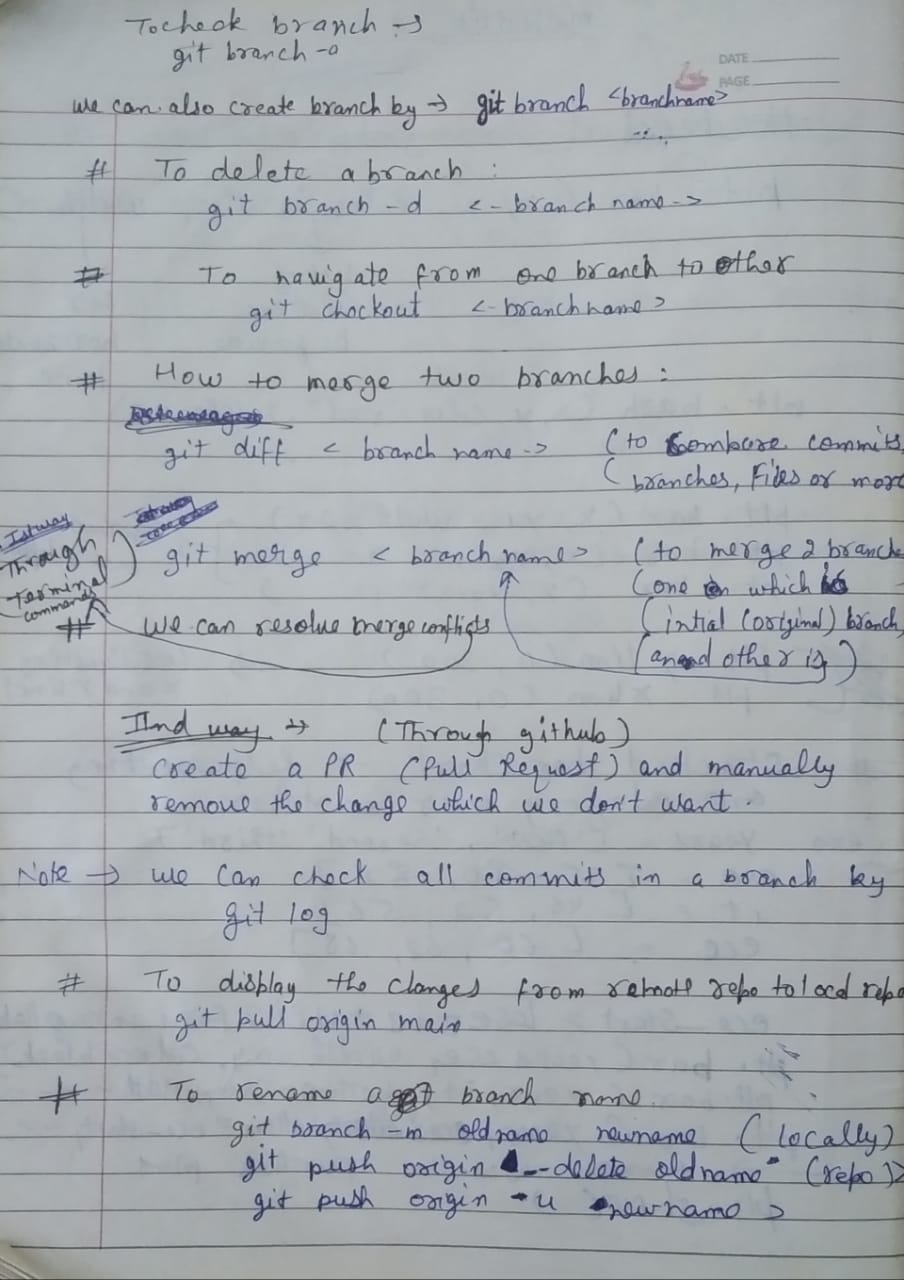 To check branch →
git branch -a
DATE
PAGE
we can also create branch by → git branch <branchname>
# To delete a branch :
git branch -d <- branch name ->
# To navigate from one branch to other
git chockout <- branchname >
# How to merge two branches :
git diff < branch name -> (to compare commits,
(branches, Files or more
Ist way
Through
Terminal
commands
git merge < branch name > (to merge 2 branche
(one on which is
(intial (original) branch,
(and other is)
# we can resolve merge conflicts
IInd way → (Through github)
create a PR (Pull Request) and manually
remove the change which we don't want.
Note → we can check all commits in a branch by
git log
# To display the changes from remote repo to local repo
git pull origin main
# To rename a branch name.
git branch -m oldname newname (locally)
git push origin --delete oldname (repo)>
git push origin -u newname >